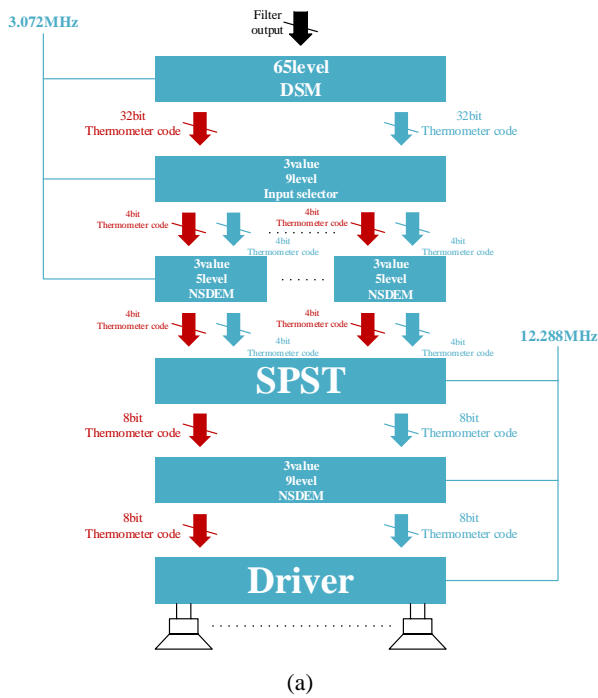 3.072MHz
Filter
output
65level
DSM
32bit
Thermometer code
32bit
Thermometer code
3value
9level
Input selector
4bit
Thermometer code
4bit
Thermometer code
4bit
Thermometer code
4bit
Thermometer code
3value
5level
NSDEM
3value
5level
NSDEM
4bit
Thermometer code
4bit
Thermometer code
4bit
Thermometer code
4bit
Thermometer code
12.288MHz
SPST
8bit
Thermometer code
8bit
Thermometer code
3value
9level
NSDEM
8bit
Thermometer code
8bit
Thermometer code
Driver
(a)